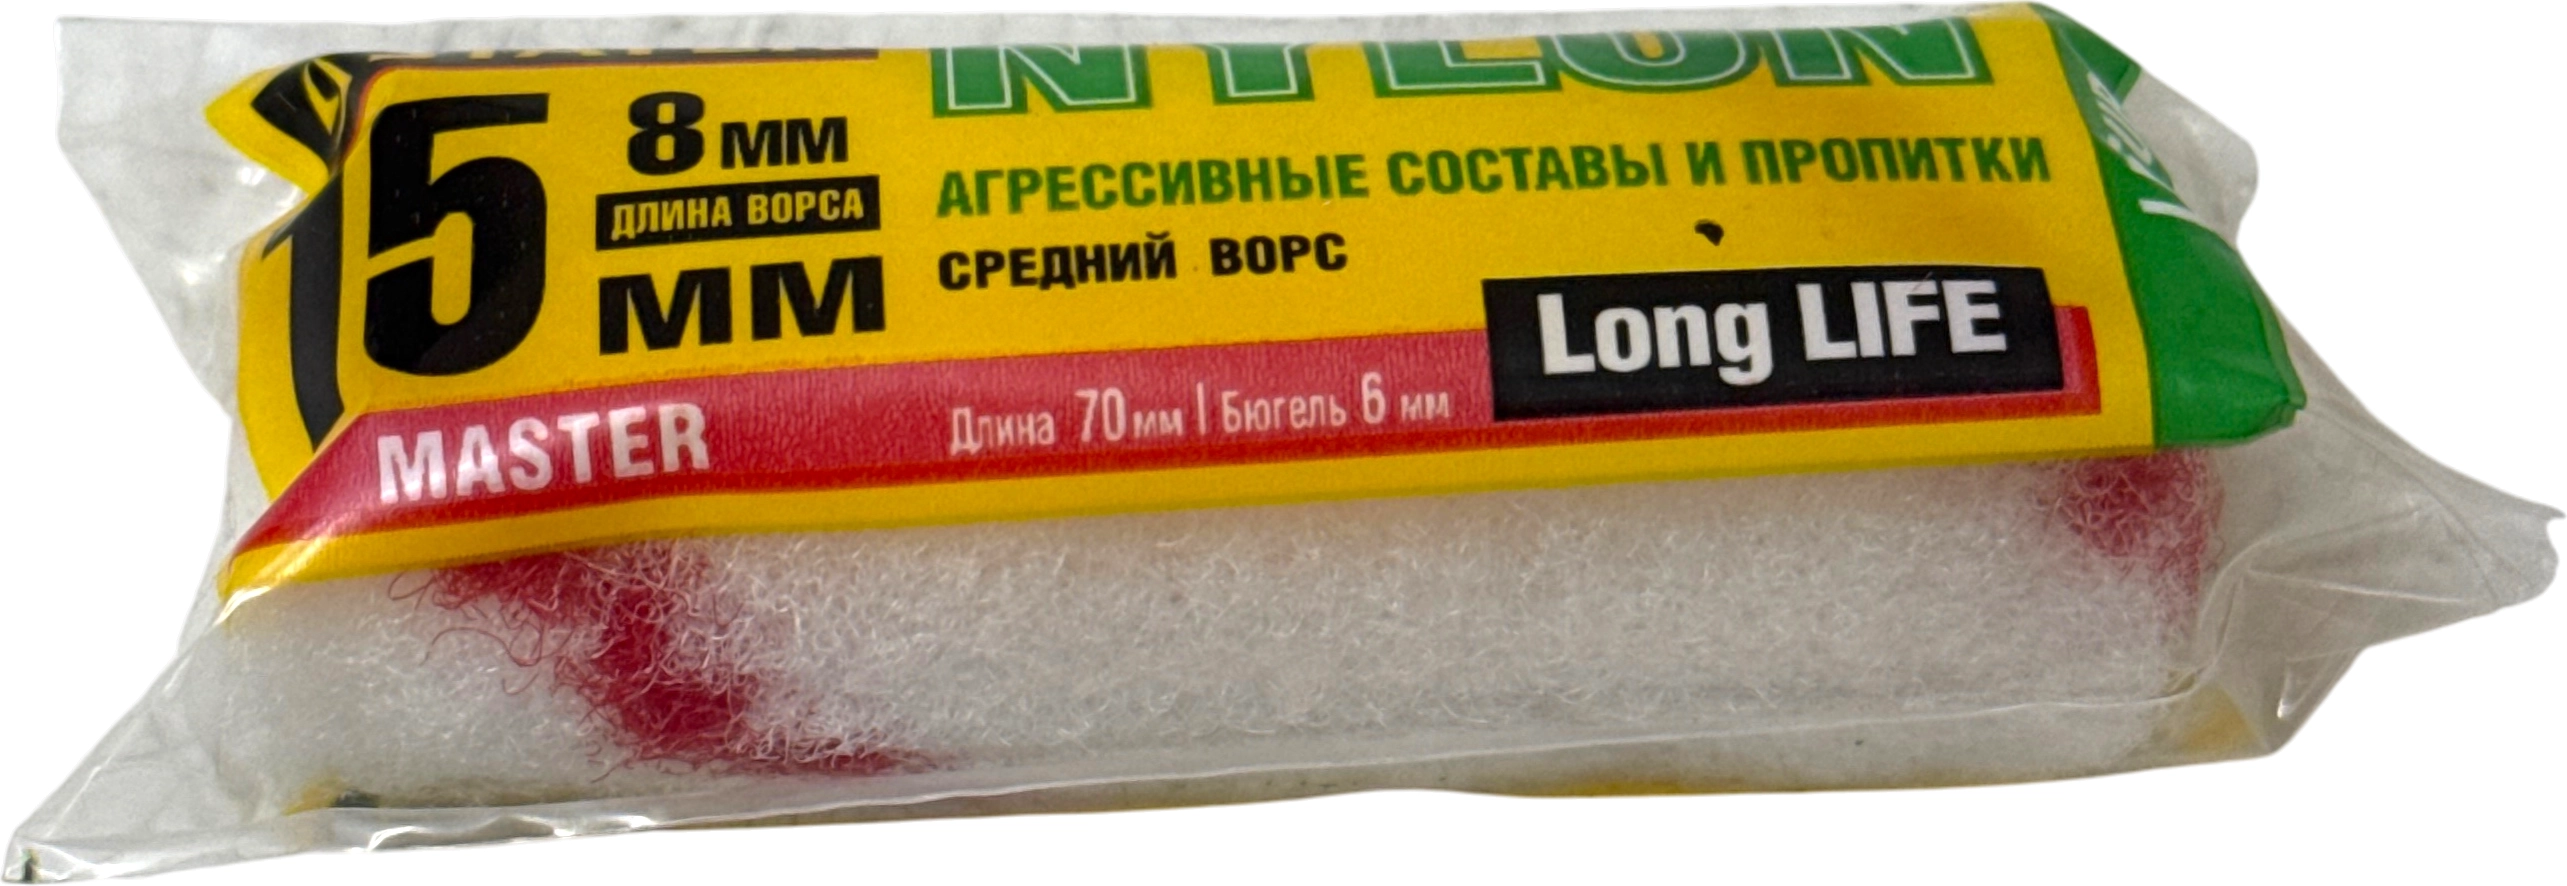 NYLON
5
8 мм
ДЛИНА ВОРСА
мм
АГРЕССИВНЫЕ СОСТАВЫ И ПРОПИТКИ
СРЕДНИЙ ВОРС
Long LIFE
MASTER
Длина 70 мм | Бюгель 6 мм